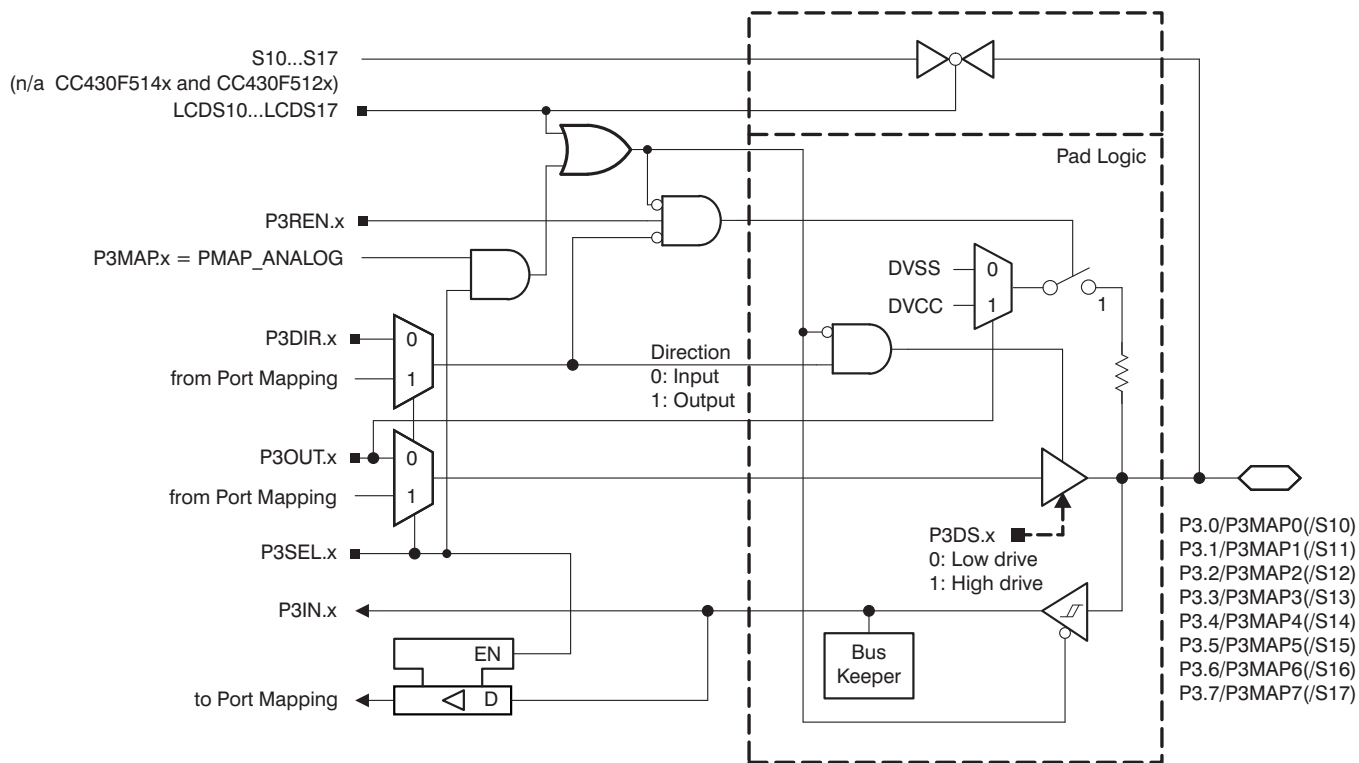 S10...S17
(n/a CC430F514x and CC430F512x)
LCDS10...LCDS17
Pad Logic
P3REN.x
P3MAP.x = PMAP_ANALOG
DVSS
0
DVCC
1
1
P3DIR.x
0
from Port Mapping
1
Direction
0: Input
1: Output
P3OUT.x
0
from Port Mapping
1
P3SEL.x
P3DS.x
0: Low drive
1: High drive
P3IN.x
Bus
Keeper
EN
D
to Port Mapping
P3.0/P3MAP0(/S10)
P3.1/P3MAP1(/S11)
P3.2/P3MAP2(/S12)
P3.3/P3MAP3(/S13)
P3.4/P3MAP4(/S14)
P3.5/P3MAP5(/S15)
P3.6/P3MAP6(/S16)
P3.7/P3MAP7(/S17)